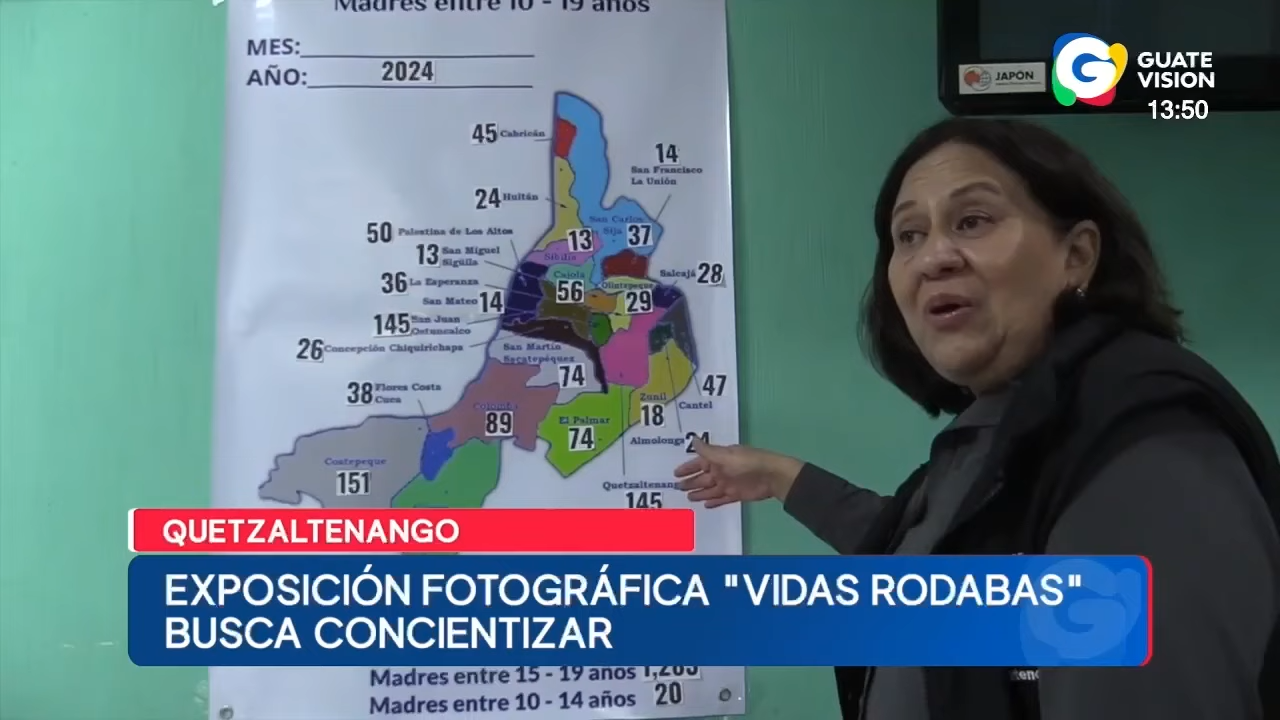 Madres entre 10 - 19 años
MES:
AÑO: 2024
JAPÓN
GUATE
VISION
13:50
45 Cabricán
14
San Francisco
La Unión
24 Huitán
San Carlos
Sija 37
50 Palestina de Los Altos
13
Sibilia
13 San Miguel
Sigüila
36 La Esperanza
Cajola
56
Olintepeque
29
Salcajá 28
San Mateo 14
145 San Juan
Ostuncalco
26 Concepción Chiquirichapa
San Martín
Sacatepéquez
74
38 Flores Costa
Cuca
Colomba
89
El Palmar
74
Zunil
18
47
Cantel
Almolonga 24
Coatepeque
151
Quetzaltenang
145
QUETZALTENANGO
EXPOSICIÓN FOTOGRÁFICA "VIDAS RODABAS"
BUSCA CONCIENTIZAR
Madres entre 15 - 19 años
Madres entre 10 - 14 años 20